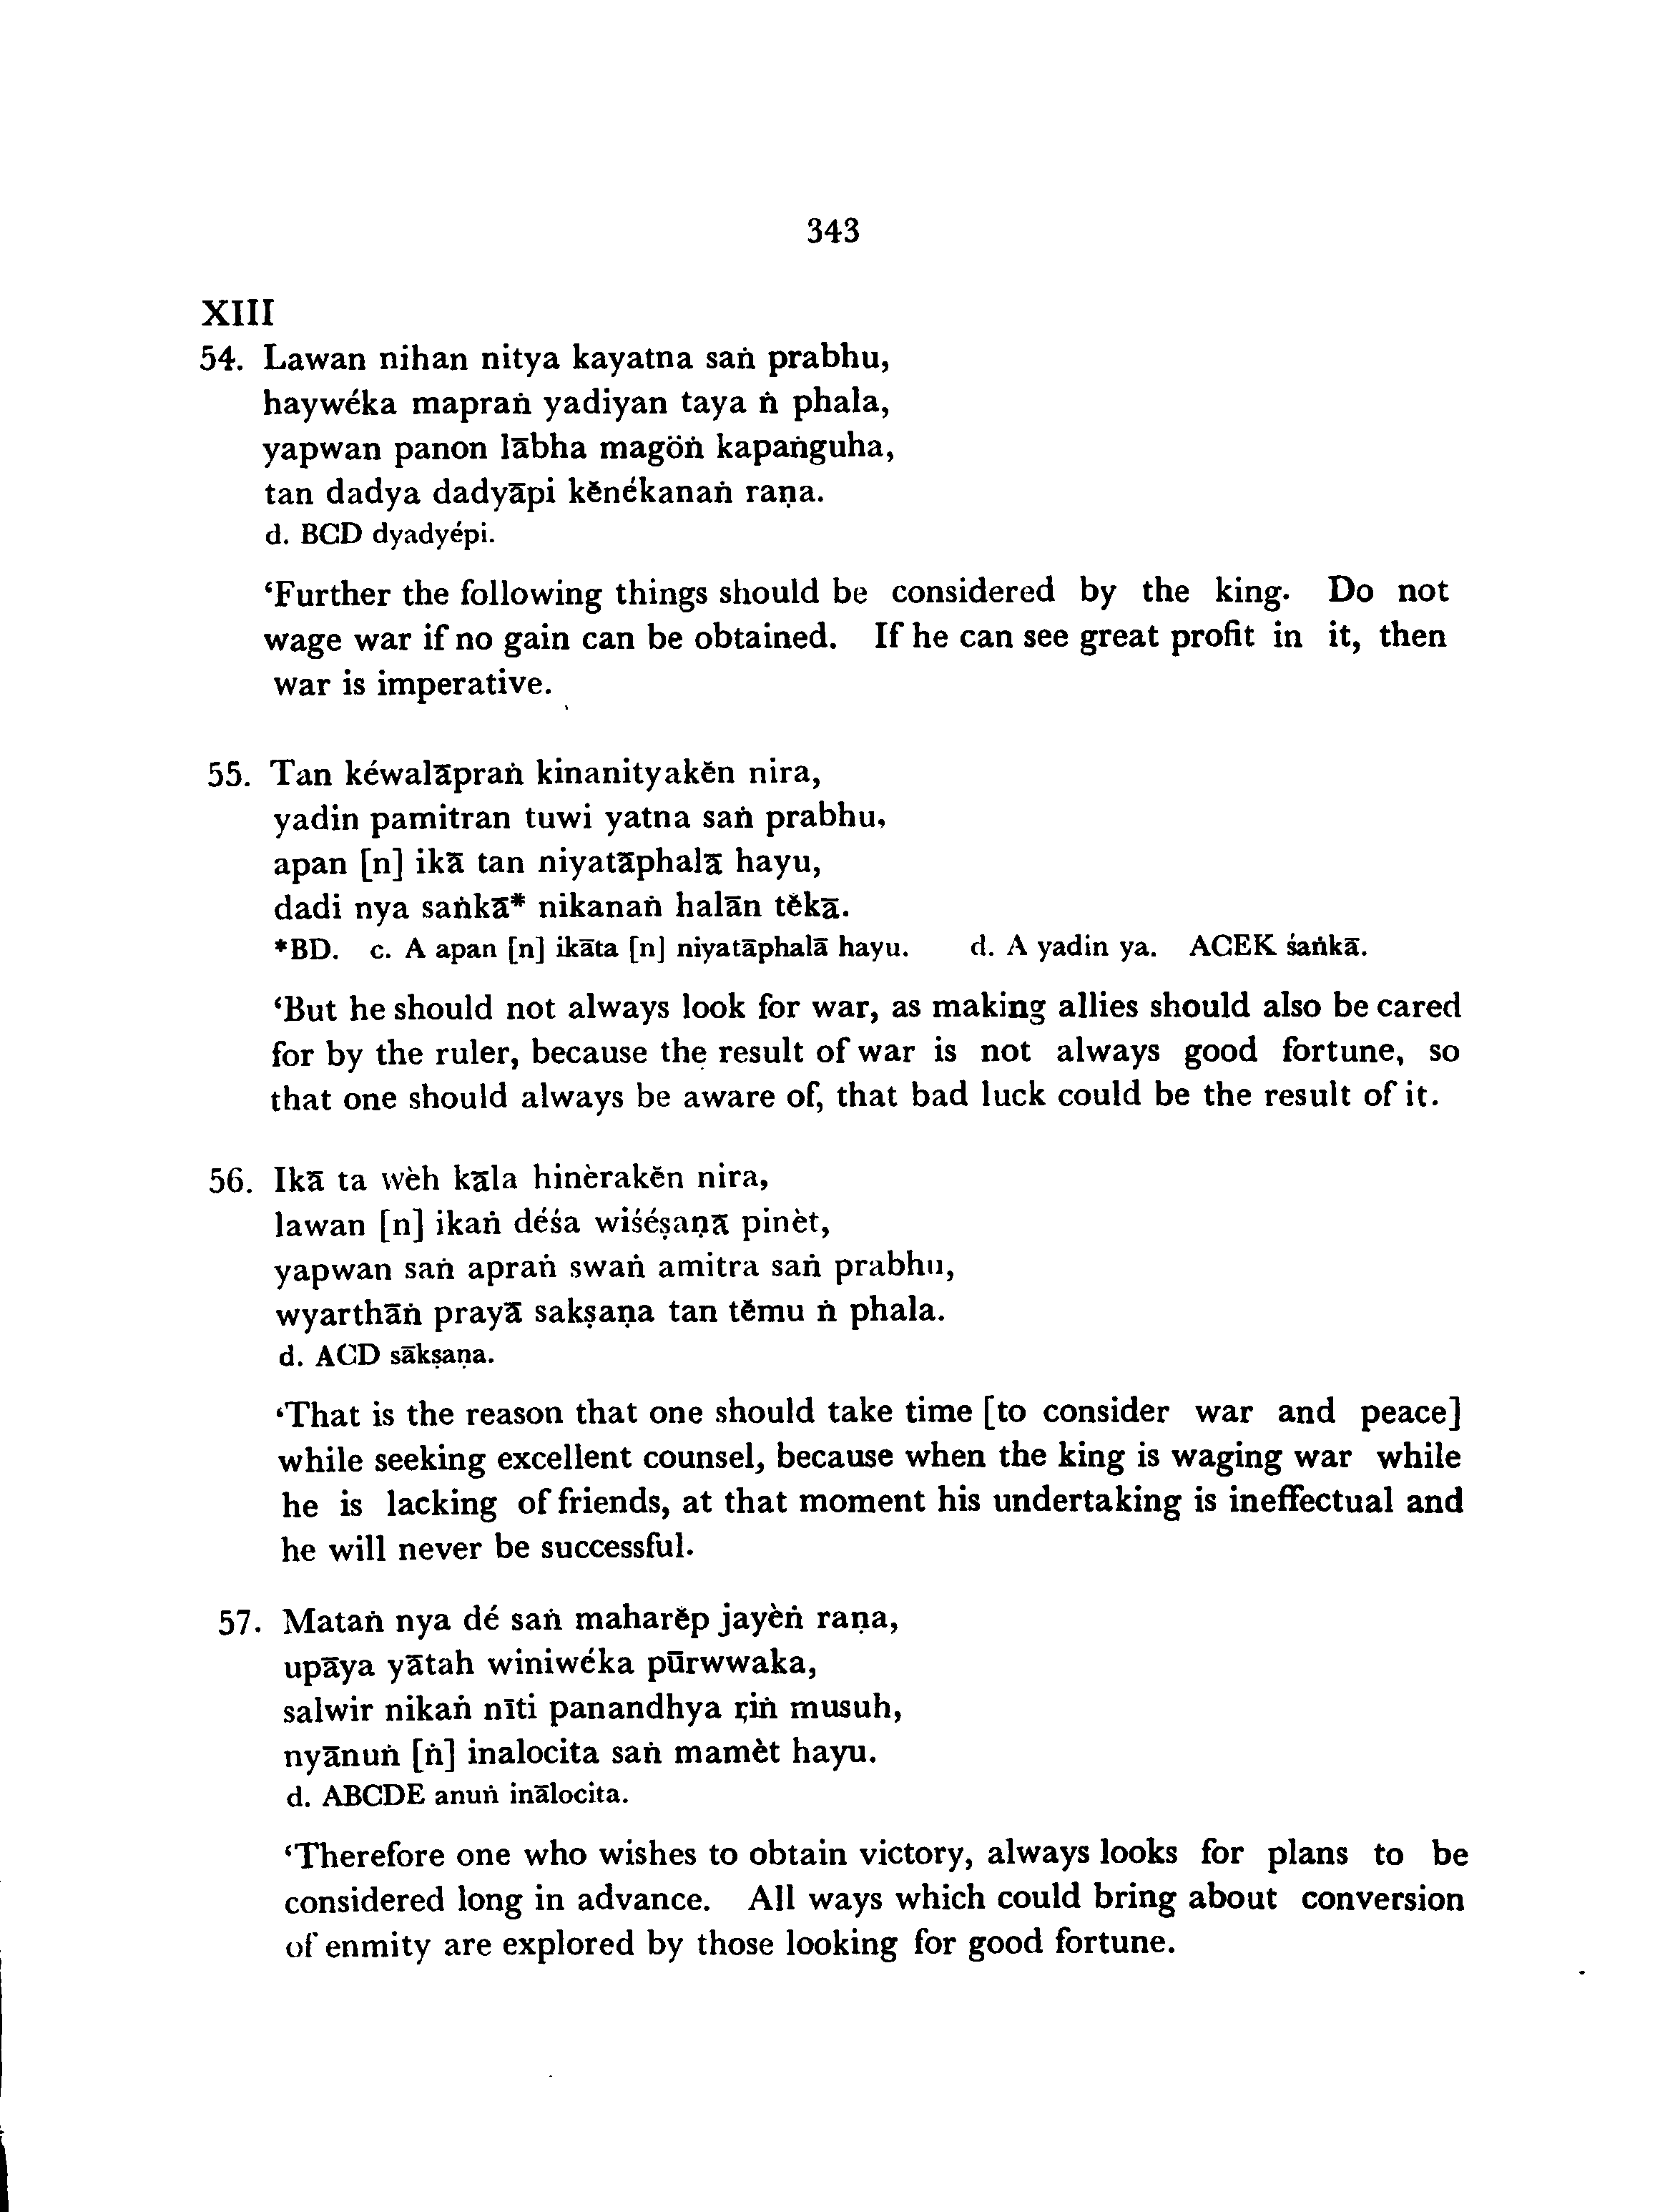 343
XIII
54. Lawan nihan nitya kayatna saṅ prabhu,
haywéka mapraṅ yadiyan taya ṅ phala,
yapwan panon lābha magöṅ kapaṅguha,
tan dadya dadyāpi kĕnékanaṅ raṇa.
d. BCD dyadyépi.
‘Further the following things should be considered by the king. Do not
wage war if no gain can be obtained. If he can see great profit in it, then
war is imperative.
55. Tan kéwalāpraṅ kinanityakĕn nira,
yadin pamitran tuwi yatna saṅ prabhu,
apan [n] ikā tan niyatāphalā hayu,
dadi nya saṅkā* nikanaṅ halān tĕkā.
*BD. c. A apan [n] ikāta [n] niyatāphalā hayu. d. A yadin ya. ACEK śaṅkā.
‘But he should not always look for war, as making allies should also be cared
for by the ruler, because the result of war is not always good fortune, so
that one should always be aware of, that bad luck could be the result of it.
56. Ikā ta wèh kāla hinèrakĕn nira,
lawan [n] ikaṅ déśa wiśéṣaṇā pinèt,
yapwan saṅ apraṅ swaṅ amitra saṅ prabhu,
wyarthāṅ prayā sakṣaṇa tan tĕmu ṅ phala.
d. ACD sākṣaṇa.
‘That is the reason that one should take time [to consider war and peace]
while seeking excellent counsel, because when the king is waging war while
he is lacking of friends, at that moment his undertaking is ineffectual and
he will never be successful.
57. Mataṅ nya dé saṅ maharĕp jayèṅ raṇa,
upāya yātah winiwéka pūrwwaka,
salwir nikaṅ nīti panandhya ṛiṅ musuh,
nyānuṅ [ṅ] inalocita saṅ mamèt hayu.
d. ABCDE anuṅ inālocita.
‘Therefore one who wishes to obtain victory, always looks for plans to be
considered long in advance. All ways which could bring about conversion
of enmity are explored by those looking for good fortune.